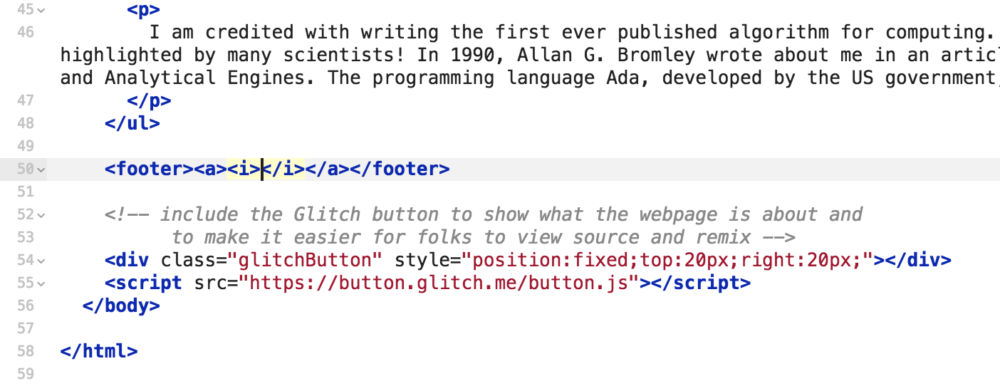 45 <p>
46 I am credited with writing the first ever published algorithm for computing.
highlighted by many scientists! In 1990, Allan G. Bromley wrote about me in an artic
and Analytical Engines. The programming language Ada, developed by the US government,
47 </p>
48 </ul>
49
50 <footer><a><i></i></a></footer>
51
52 <!-- include the Glitch button to show what the webpage is about and
53 to make it easier for folks to view source and remix -->
54 <div class="glitchButton" style="position:fixed;top:20px;right:20px;"></div>
55 <script src="https://button.glitch.me/button.js"></script>
56 </body>
57
58 </html>
59